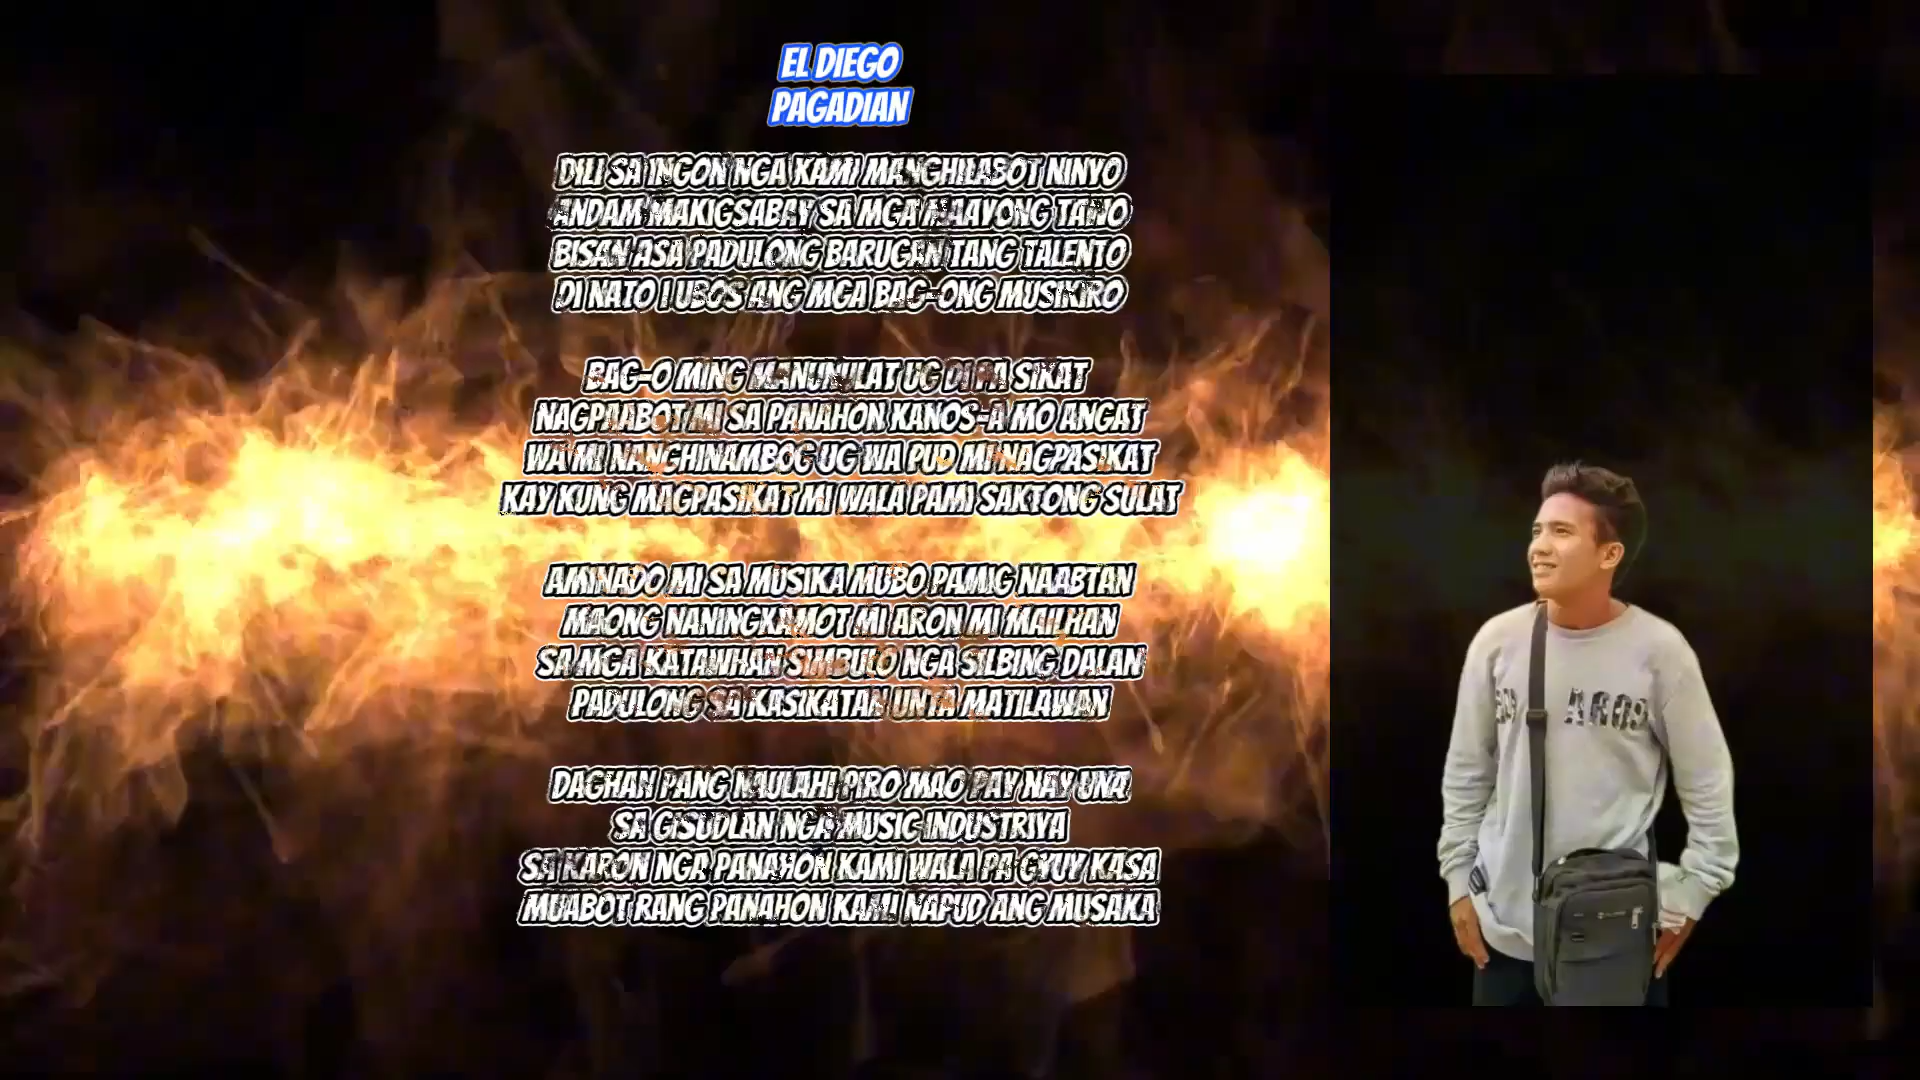 EL DIEGO
PAGADIAN
DILI SA INGON NGA KAMI MANGHILABOT NINYO
ANDAM MAKIGSABAY SA MGA MAAYONG TAWO
BISAN ASA PADULONG BARUGAN TANG TALENTO
DI NATO I UBOS ANG MGA BAG-ONG MUSIKIRO
BAG-O MING MANUNULAT UG DI PA SIKAT
NAGPAABOT MI SA PANAHON KANOS-A MO ANGAT
WA MI NANGHINAMBOG UG WA PUD MI NAGPASIKAT
KAY KUNG MAGPASIKAT MI WALA PAMI SAKTONG SULAT
AMINADO MI SA MUSIKA MUBO PAMIG NAABTAN
MAONG NANINGKAMOT MI ARON MI MAILHAN
SA MGA KATAWHAN SIMBULO NGA SILBING DALAN
PADULONG SA KASIKATAN UNTA MATILAWAN
DAGHAN PANG NAULAHI PIRO MAO PAY NAY UNA
SA GISUDLAN NGA MUSIC INDUSTRIYA
SA KARON NGA PANAHON KAMI WALA PA GYUY KASA
MUABOT RANG PANAHON KAMI NAPUD ANG MUSAKA